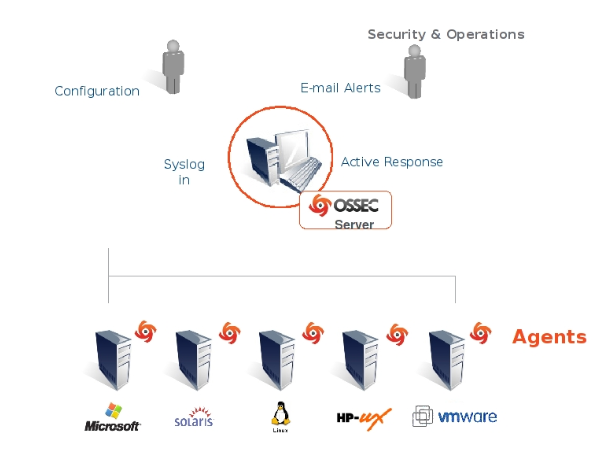 Security & Operations
Configuration
E-mail Alerts
Syslog
in
Active Response
OSSEC
Server
Agents
Microsoft
solaris
Linux
HP-UX
vmware